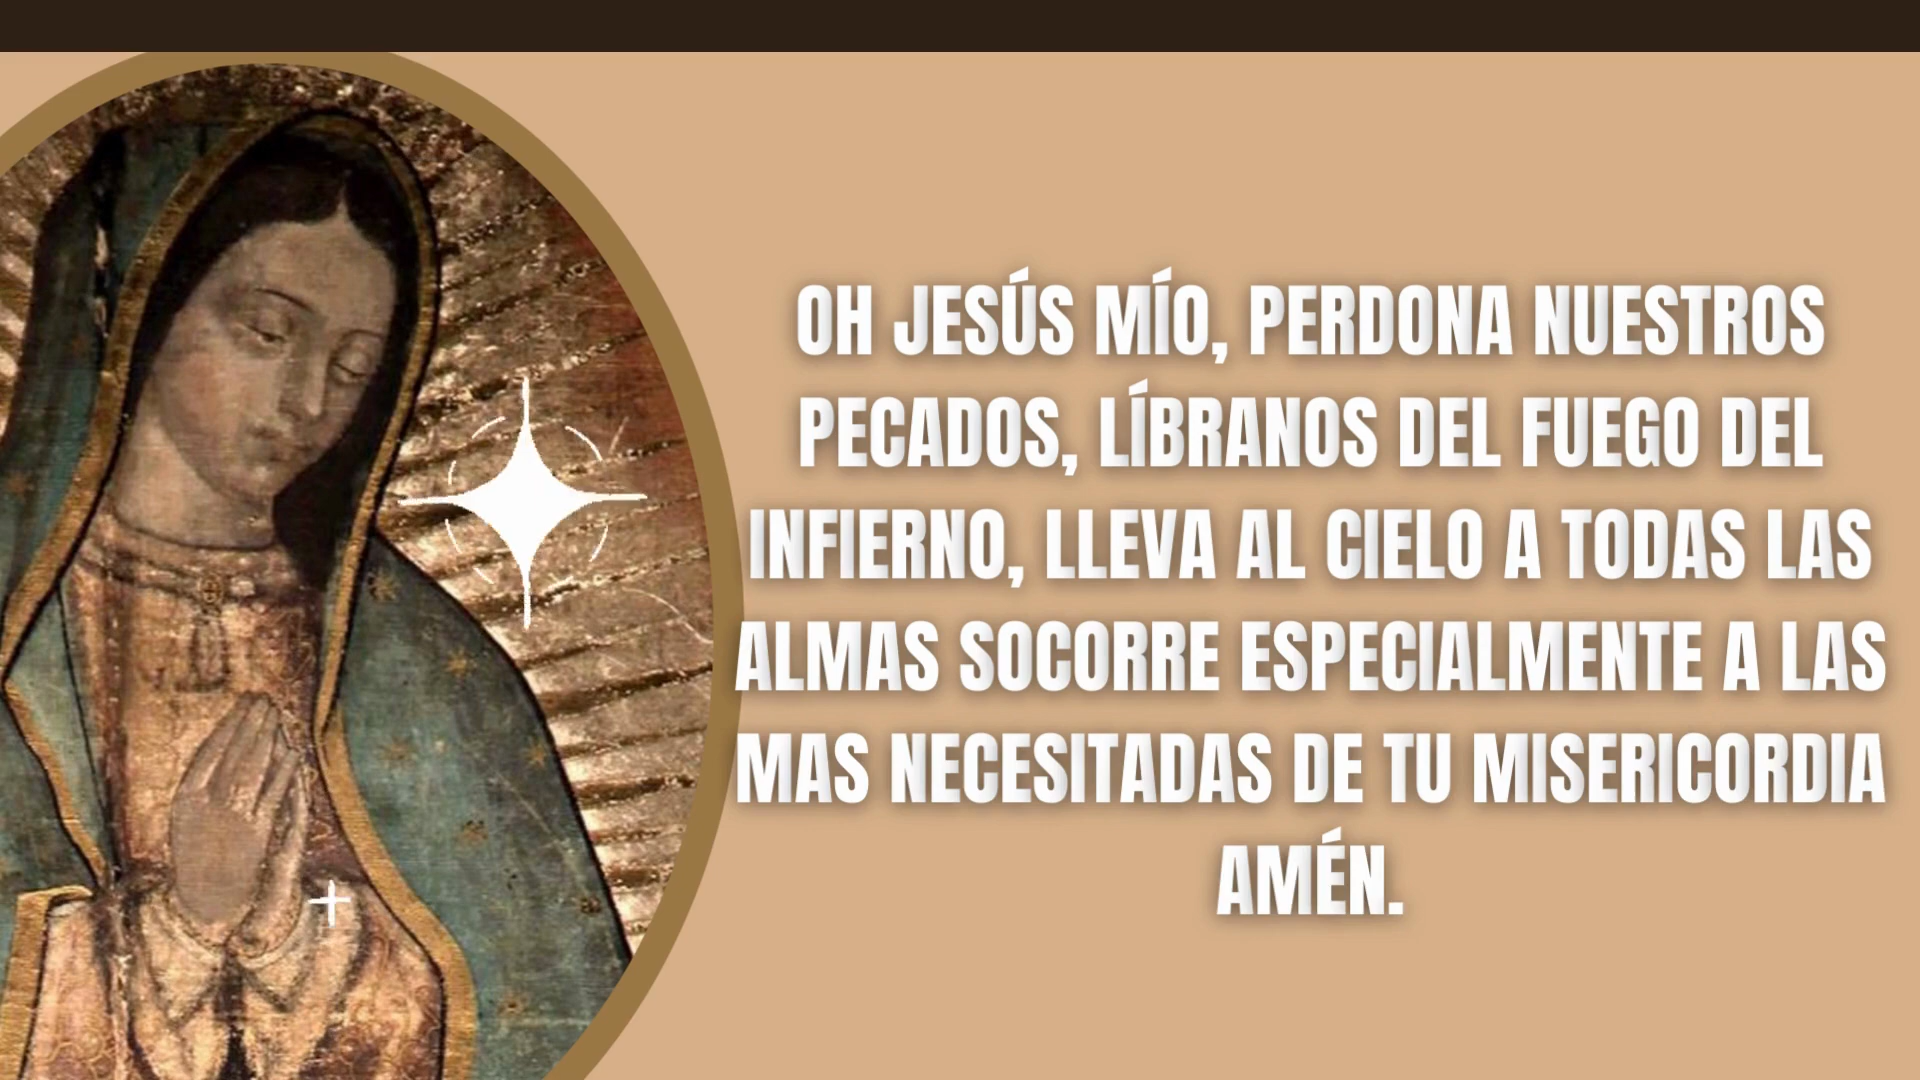 OH JESÚS MÍO, PERDONA NUESTROS
PECADOS, LÍBRANOS DEL FUEGO DEL
INFIERNO, LLEVA AL CIELO A TODAS LAS
ALMAS SOCORRE ESPECIALMENTE A LAS
MAS NECESITADAS DE TU MISERICORDIA
AMÉN.